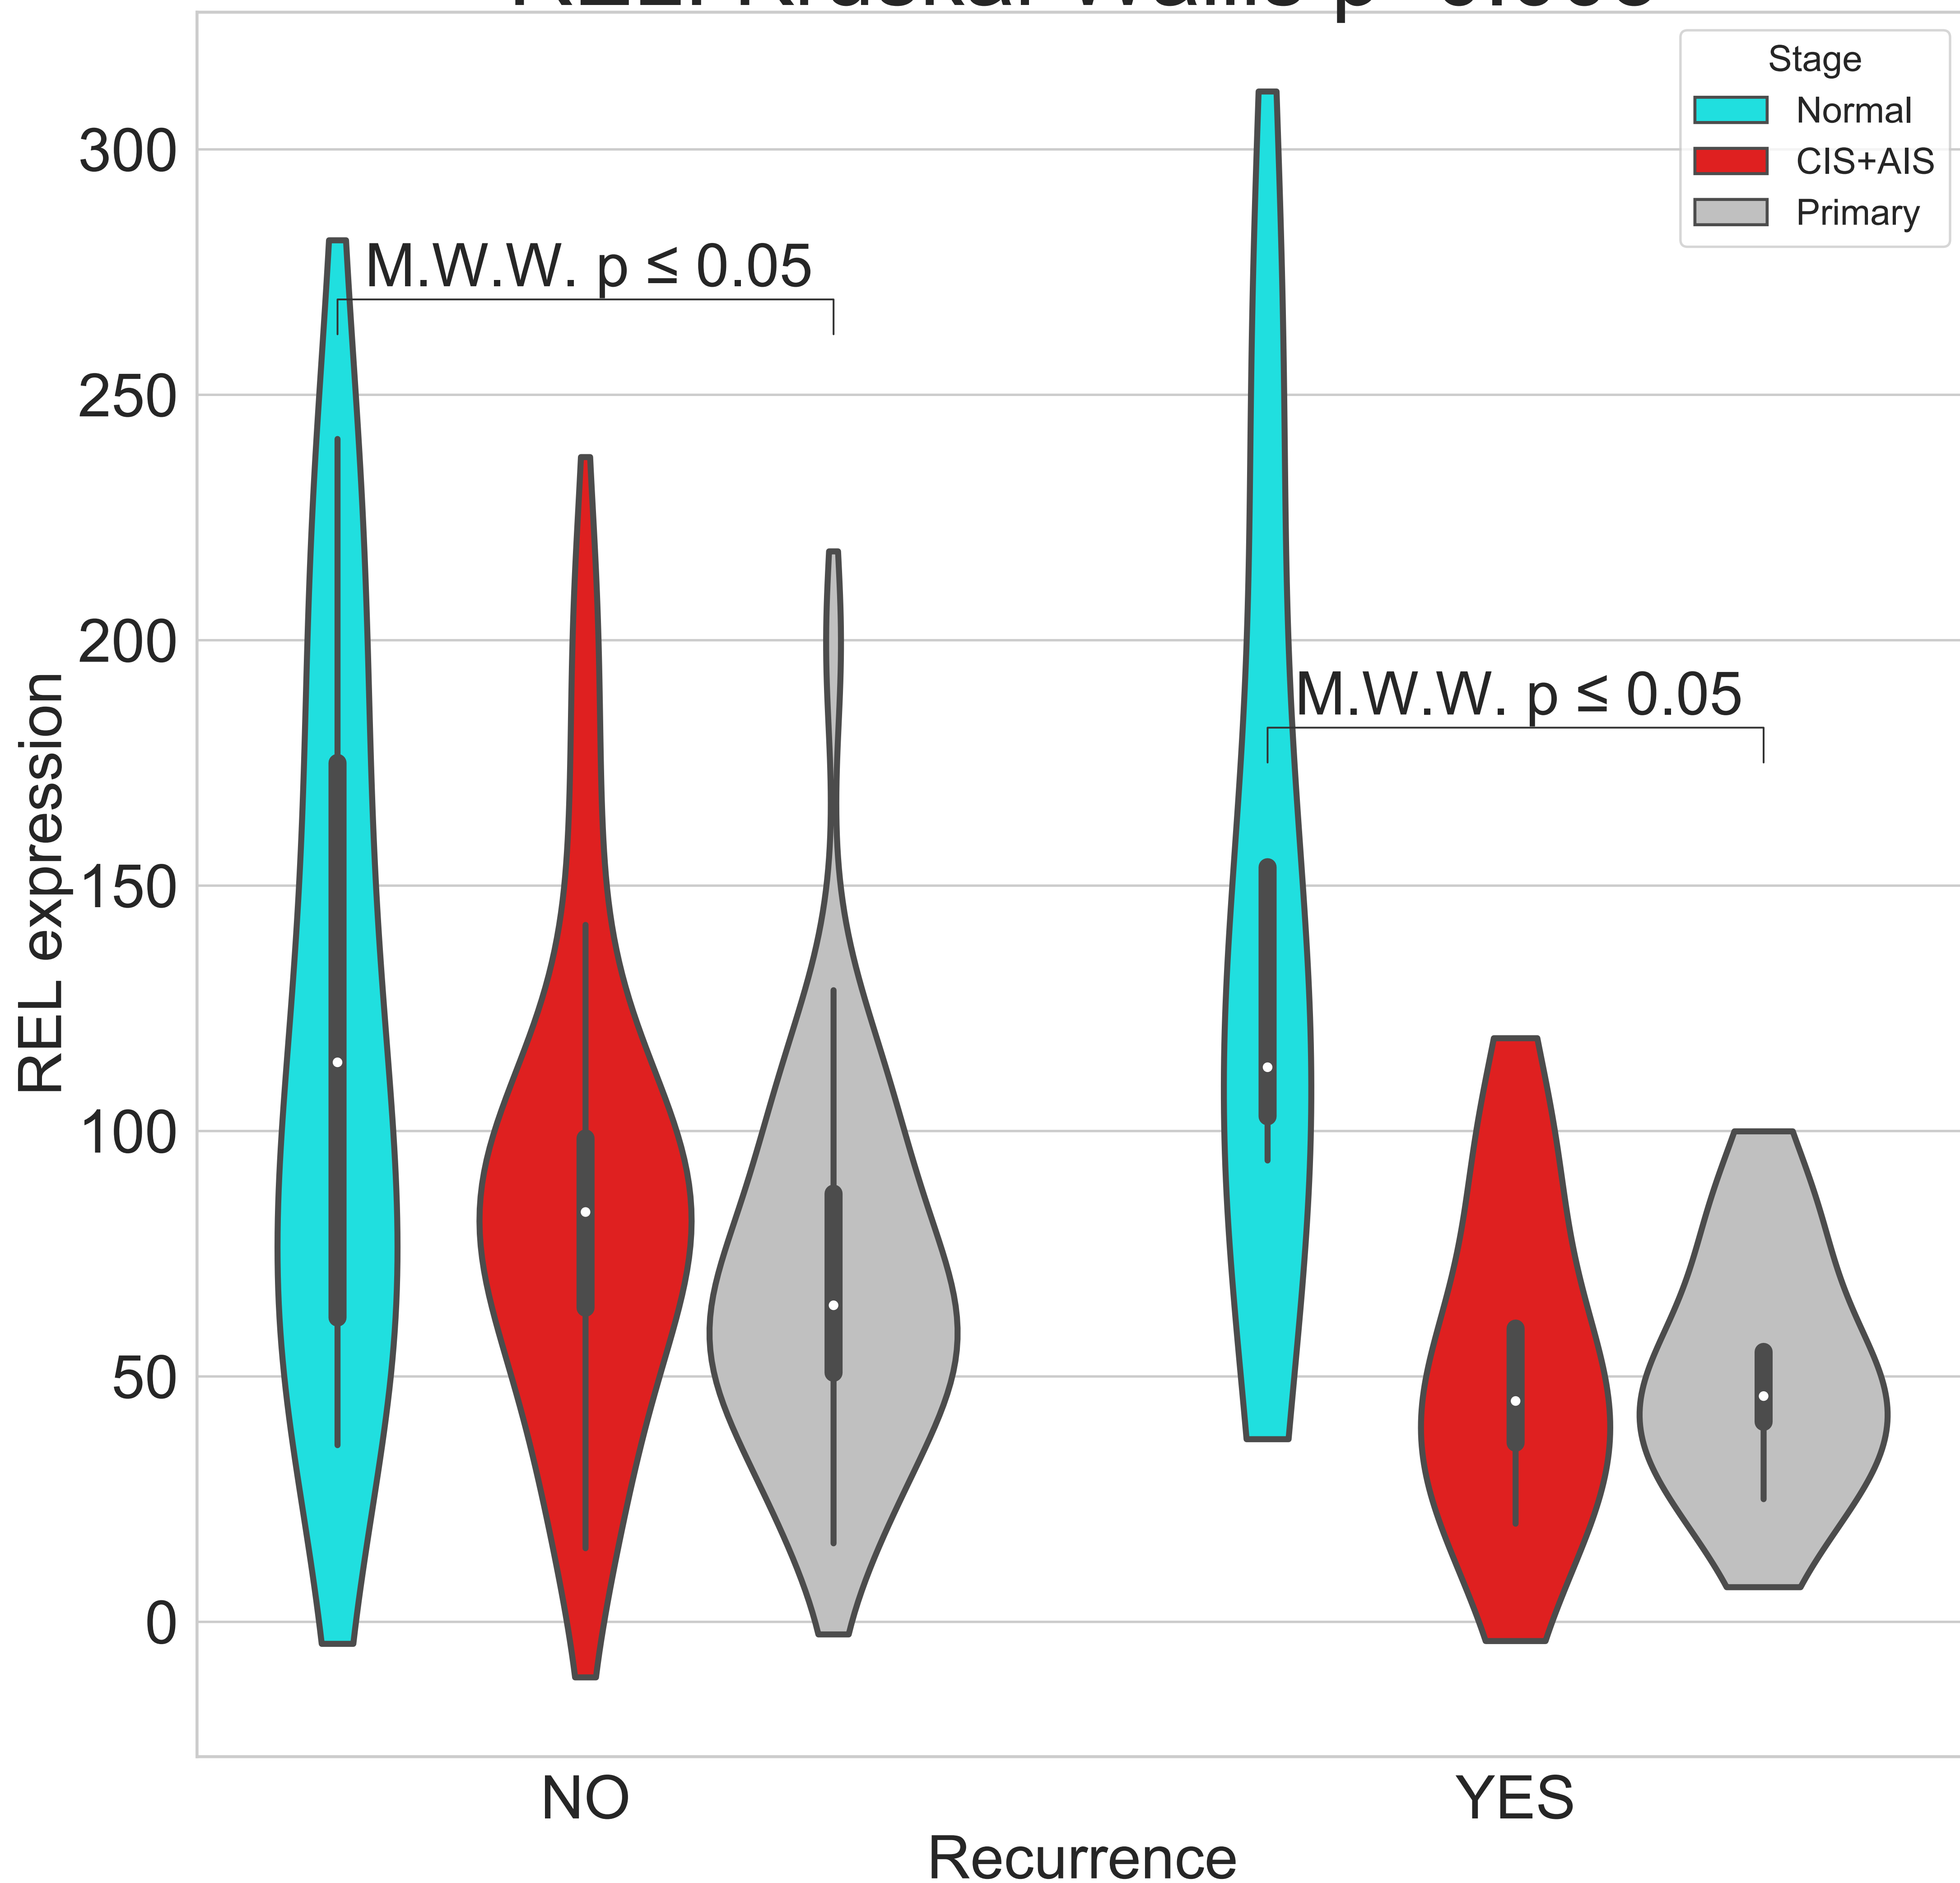 Stage
Normal
CIS+AIS
Primary
300
250
200
150
100
50
0
M.W.W. p ≤ 0.05
M.W.W. p ≤ 0.05
REL expression
NO YES
Recurrence